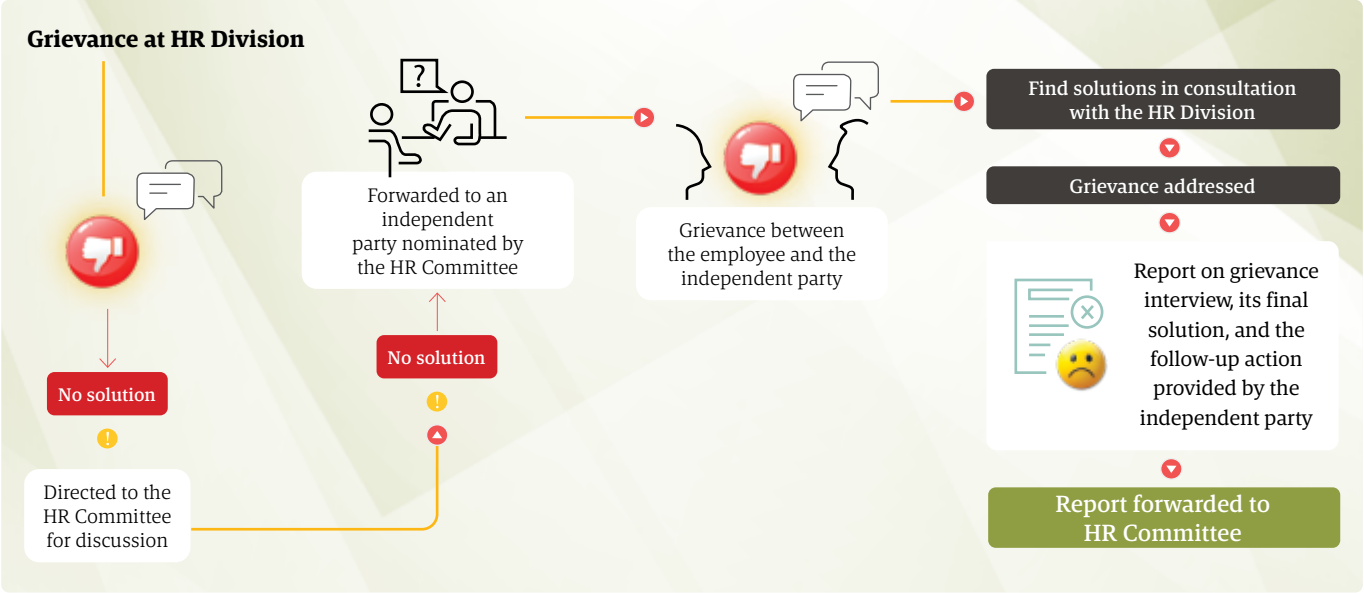 Grievance at HR Division
No solution
!
Directed to the
HR Committee
for discussion
?
Forwarded to an
independent
party nominated by
the HR Committee
No solution
!
Grievance between
the employee and the
independent party
Find solutions in consultation
with the HR Division
Grievance addressed
Report on grievance
interview, its final
solution, and the
follow-up action
provided by the
independent party
Report forwarded to
HR Committee